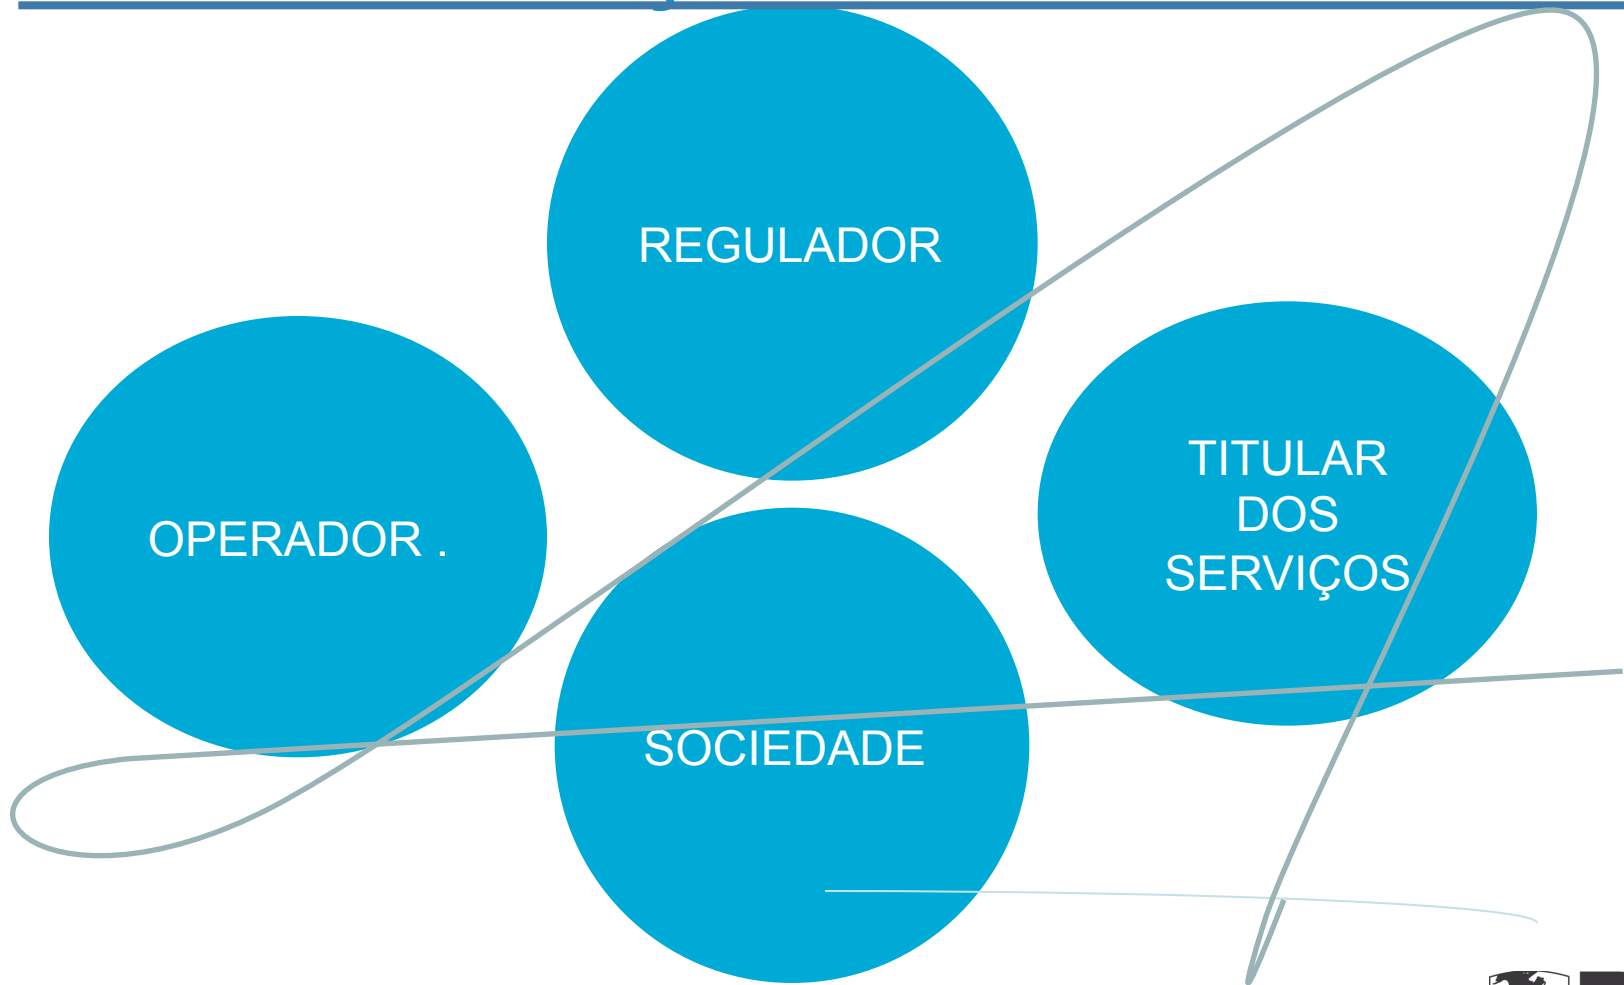 REGULADOR
OPERADOR .
TITULAR
DOS
SERVIÇOS
SOCIEDADE